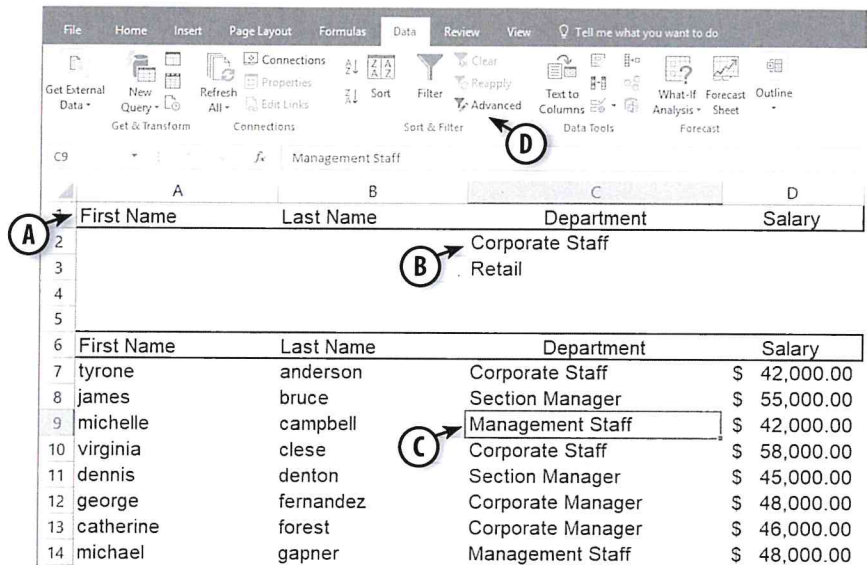 File Home Insert Page Layout Formulas Data Review View Tell me what you want to do
Get External Data
New Query
Refresh All
Connections
Properties
Edit Links
Sort
Filter
Clear
Reapply
Advanced
Text to Columns
What-If Analysis
Forecast Sheet
Outline
Get & Transform Connections Sort & Filter Data Tools Forecast
D
C9 fx Management Staff
A B C D
1 First Name Last Name Department Salary
A
2 Corporate Staff
B
3 Retail
4
5
6 First Name Last Name Department Salary
7 tyrone anderson Corporate Staff $ 42,000.00
8 james bruce Section Manager $ 55,000.00
9 michelle campbell Management Staff $ 42,000.00
C
10 virginia clese Corporate Staff $ 58,000.00
11 dennis denton Section Manager $ 45,000.00
12 george fernandez Corporate Manager $ 48,000.00
13 catherine forest Corporate Manager $ 46,000.00
14 michael gapner Management Staff $ 48,000.00